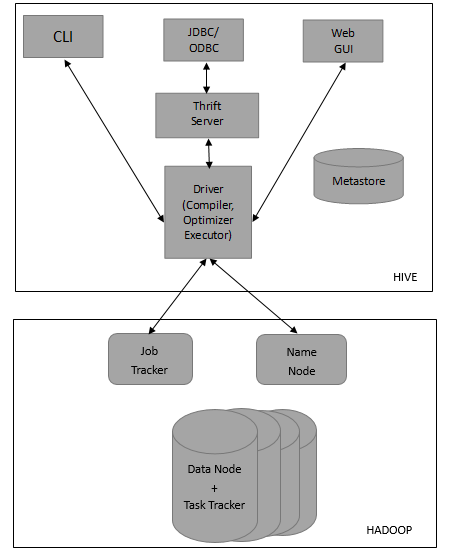 CLI
JDBC/
ODBC
Web
GUI
Thrift
Server
Metastore
Driver
(Compiler,
Optimizer
Executor)
HIVE
Job
Tracker
Name
Node
Data Node
+
Task Tracker
HADOOP